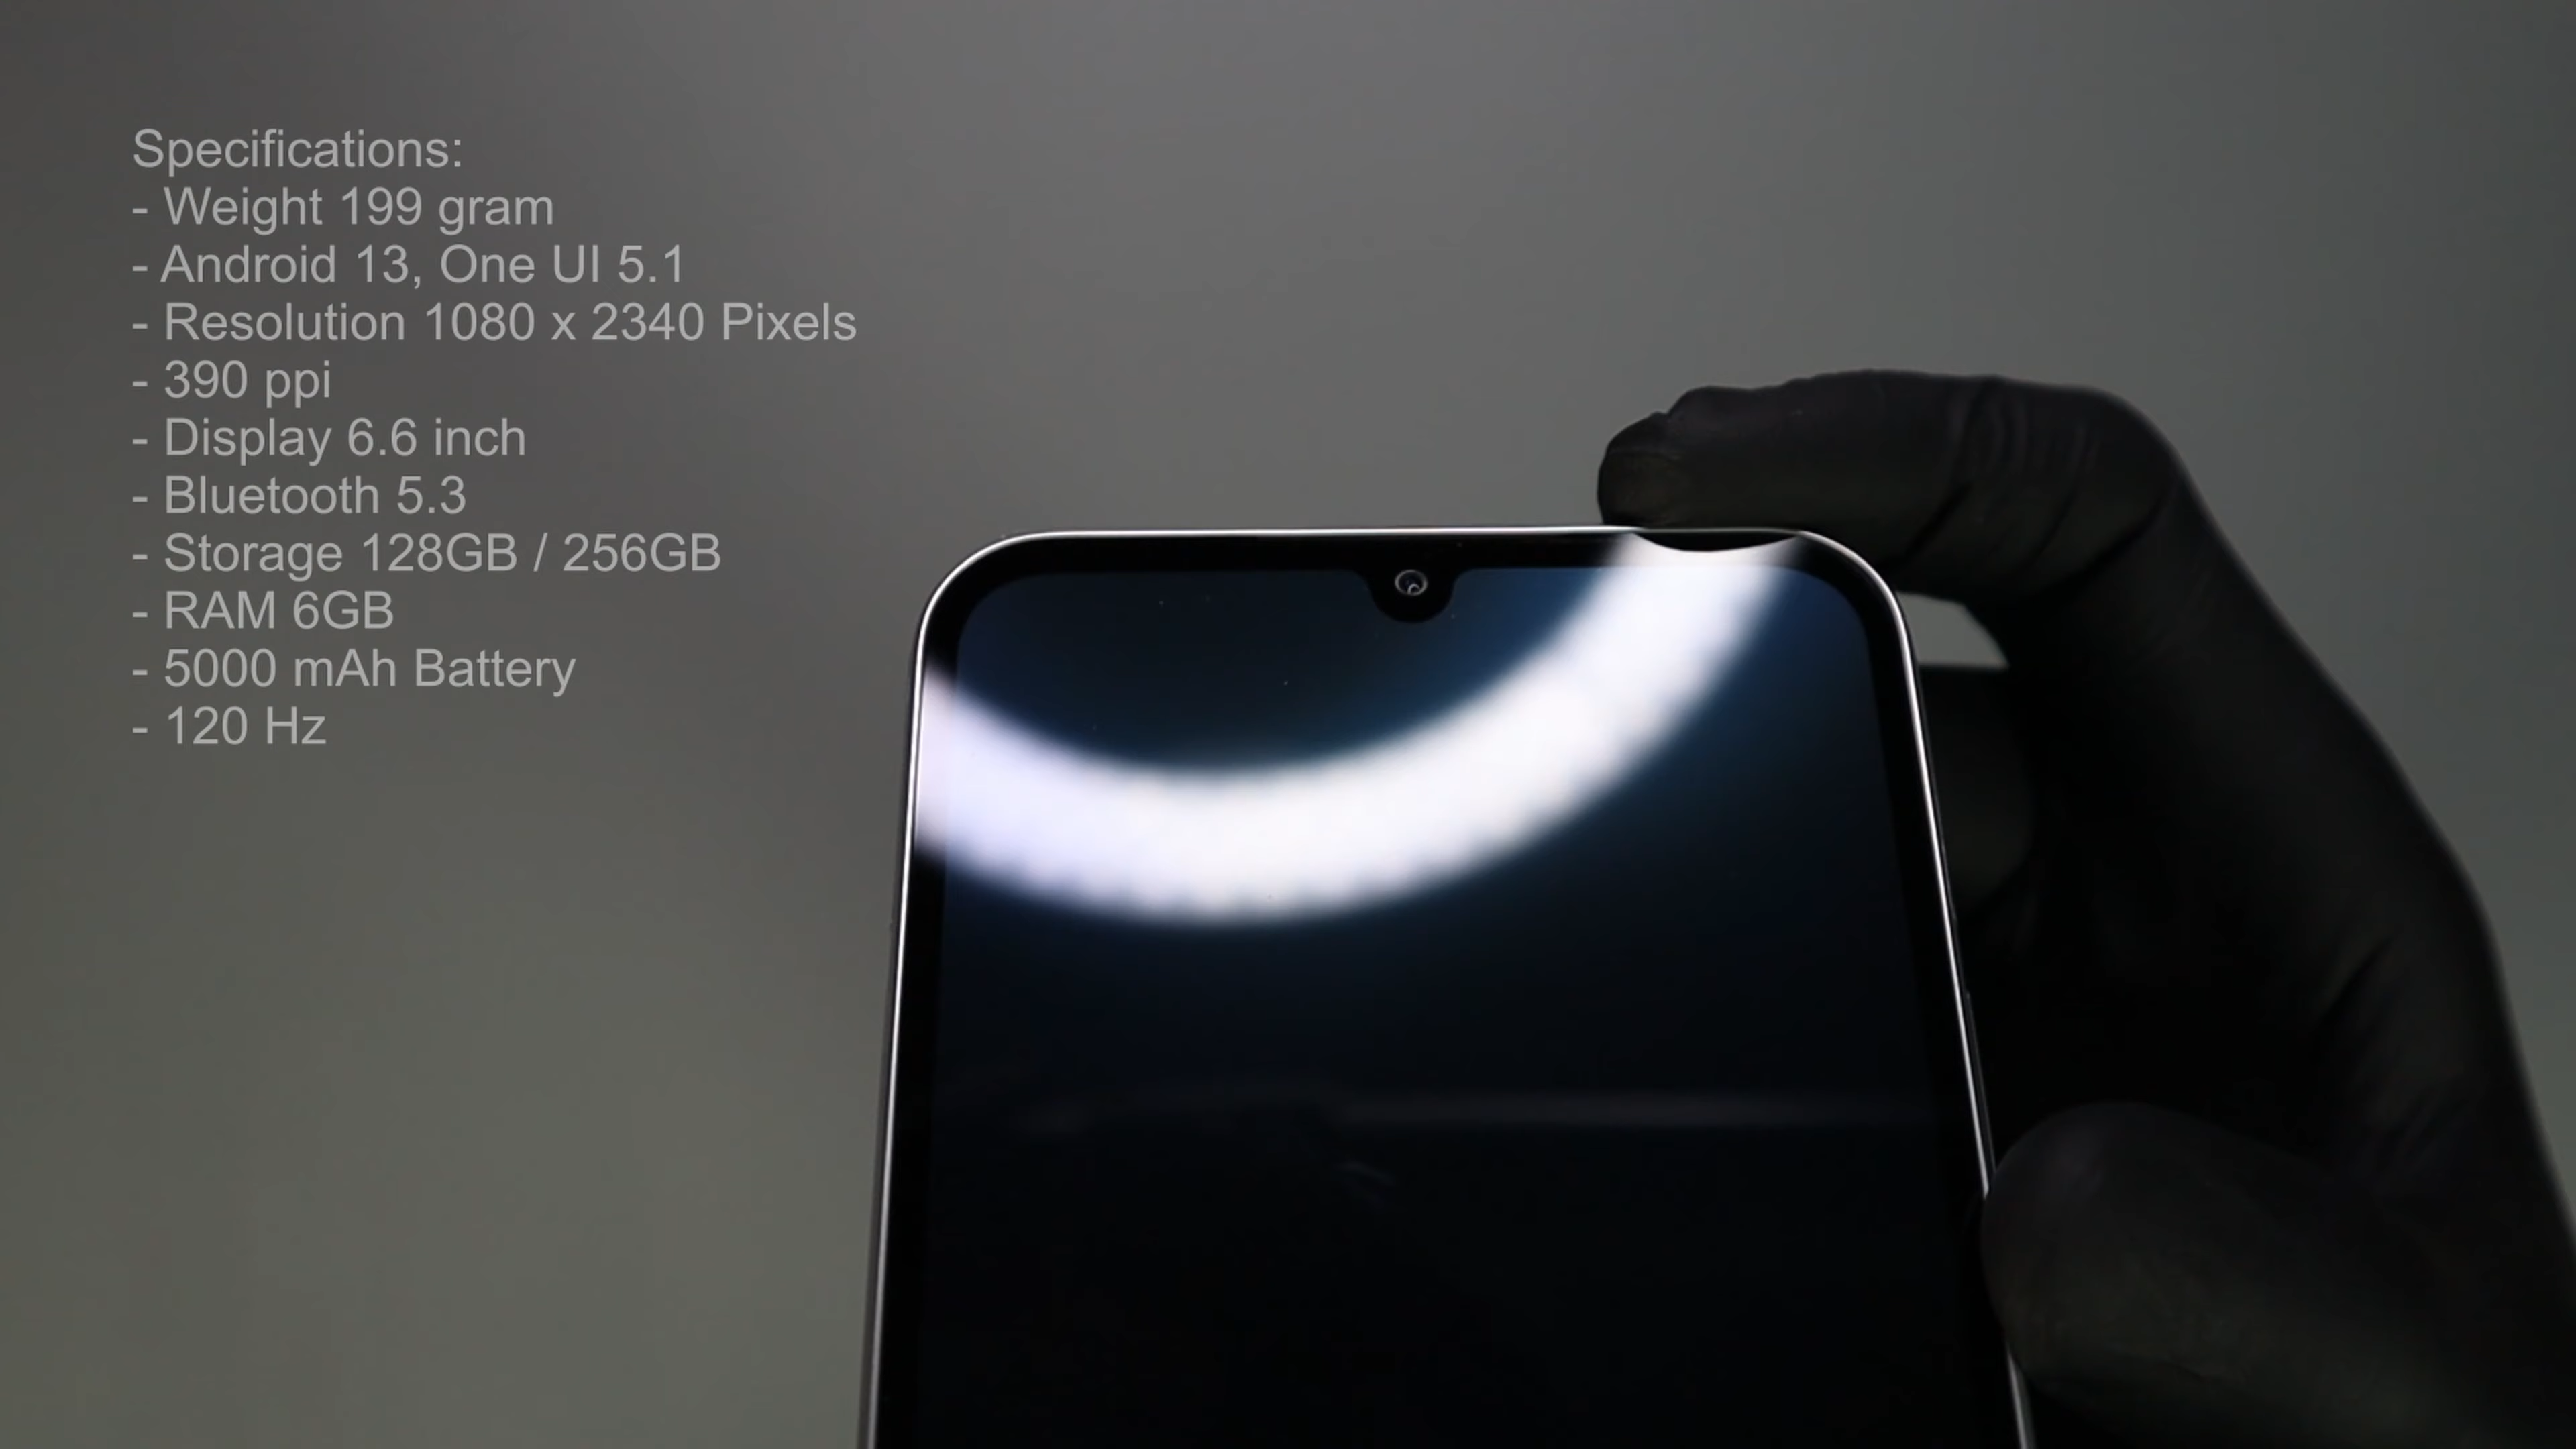 Specifications:
- Weight 199 gram
- Android 13, One UI 5.1
- Resolution 1080 x 2340 Pixels
- 390 ppi
- Display 6.6 inch
- Bluetooth 5.3
- Storage 128GB / 256GB
- RAM 6GB
- 5000 mAh Battery
- 120 Hz